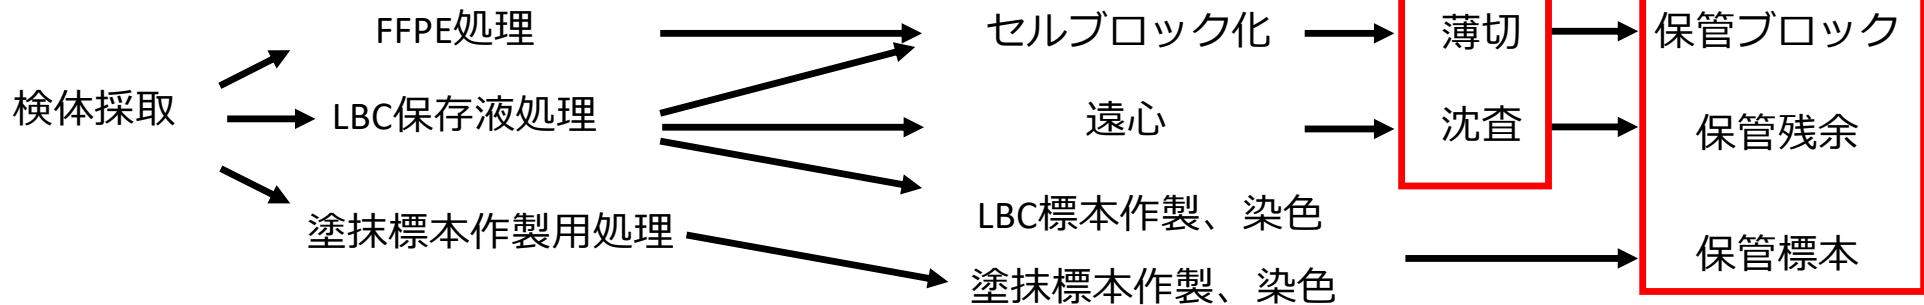 検体採取
FFPE処理
LBC保存液処理
塗抹標本作製用処理
セルブロック化
遠心
LBC標本作製、染色
塗抹標本作製、染色
薄切
沈査
保管ブロック
保管残余
保管標本